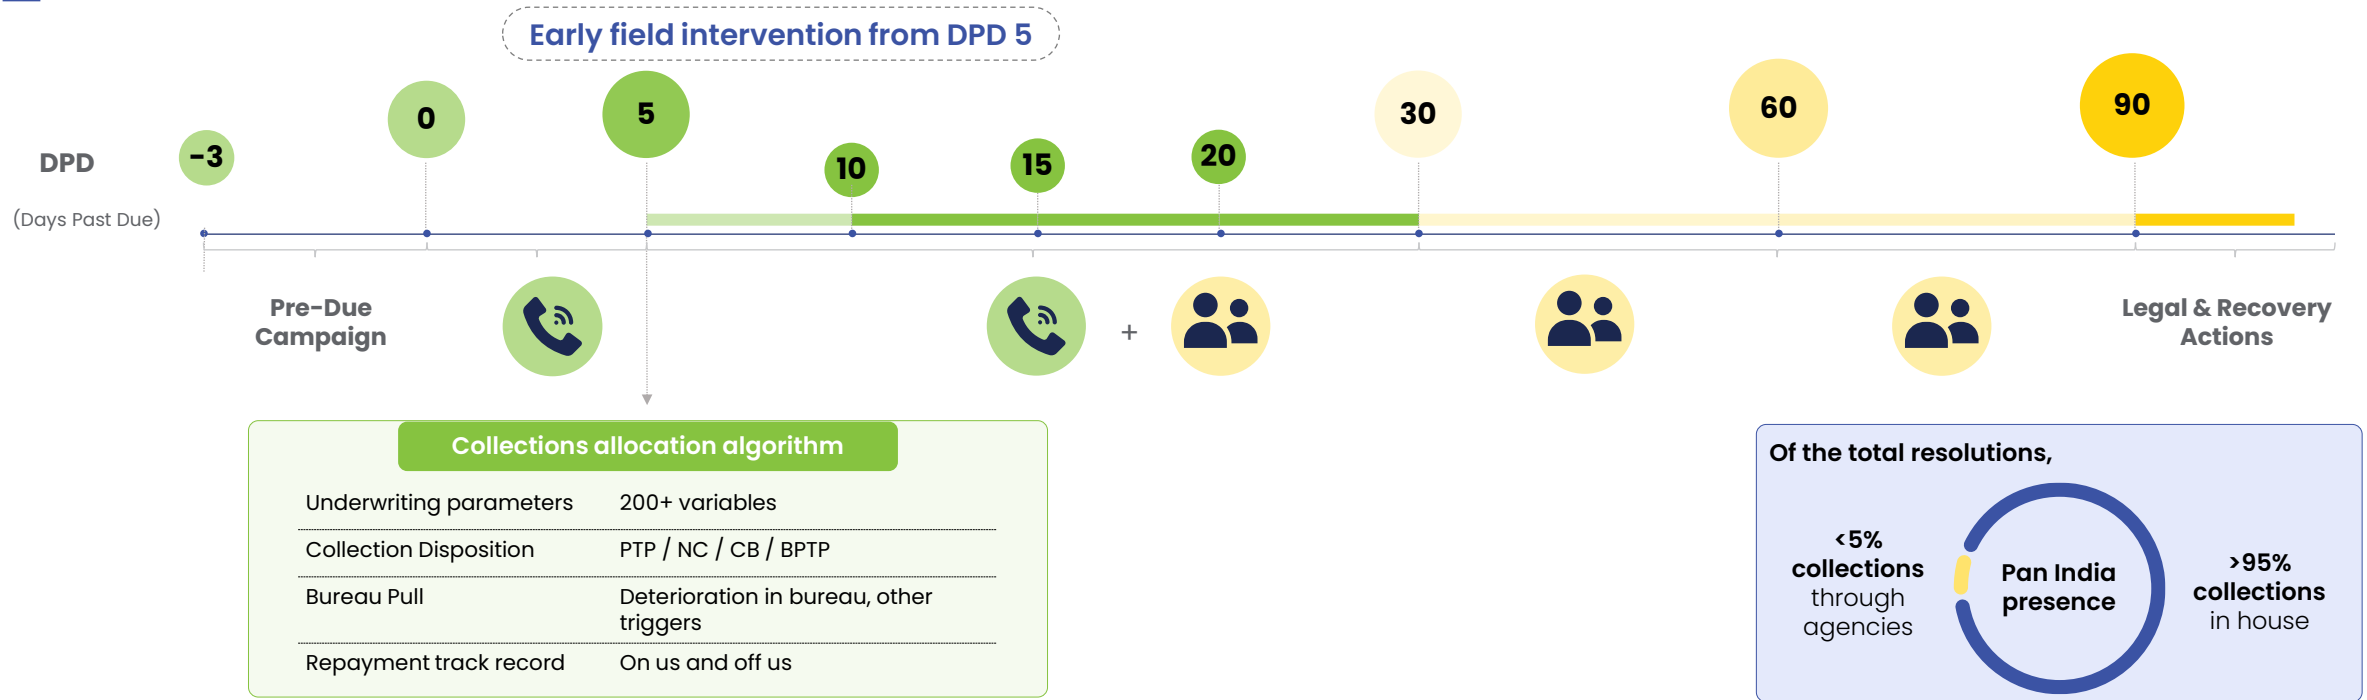 Early field intervention from DPD 5
DPD
(Days Past Due)
-3
0
5
10
15
20
30
60
90
Pre-Due
Campaign
+
Legal & Recovery
Actions
Collections allocation algorithm
Underwriting parameters 200+ variables
Collection Disposition PTP / NC / CB / BPTP
Bureau Pull Deterioration in bureau, other
triggers
Repayment track record On us and off us
Of the total resolutions,
<5%
collections
through
agencies
Pan India
presence
>95%
collections
in house